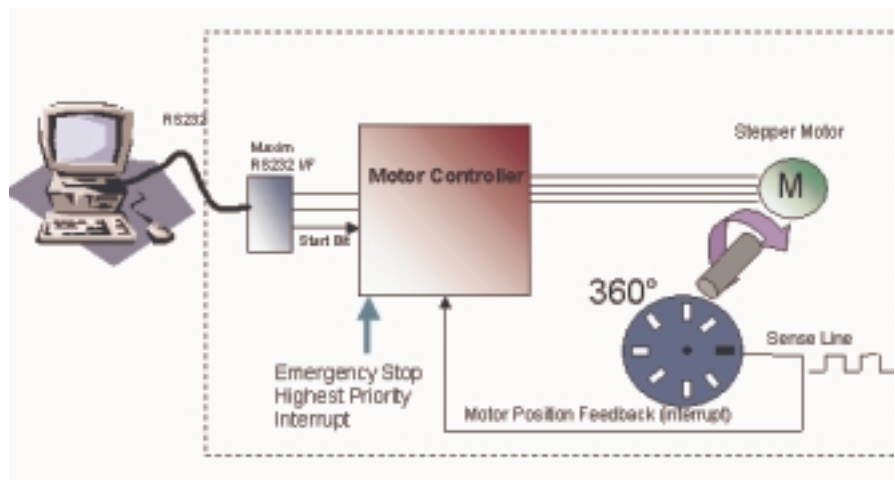 RS232
Maxim
RS232 I/F
Motor Controller
Stepper Motor
M
Start Bit
360°
Sense Line
Emergency Stop
Highest Priority
Interrupt
Motor Position Feedback (interrupt)